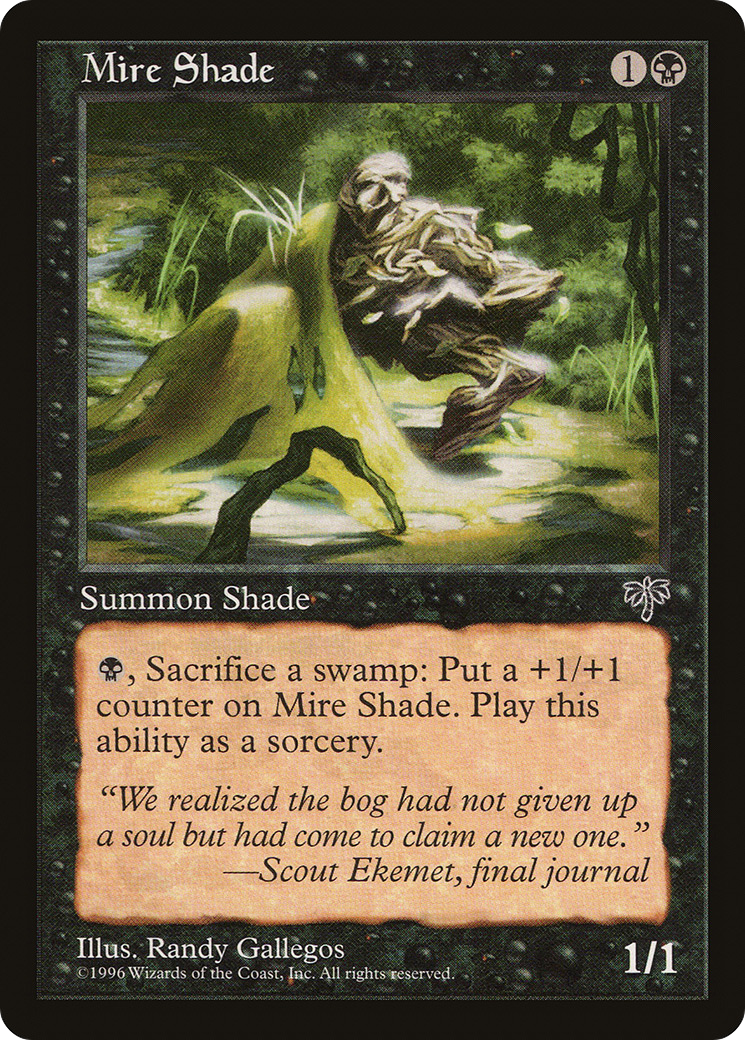 Mire Shade 1
Summon Shade
, Sacrifice a swamp: Put a +1/+1
counter on Mire Shade. Play this
ability as a sorcery.
“We realized the bog had not given up
a soul but had come to claim a new one.”
—Scout Ekemet, final journal
Illus. Randy Gallegos
©1996 Wizards of the Coast, Inc. All rights reserved.
1/1